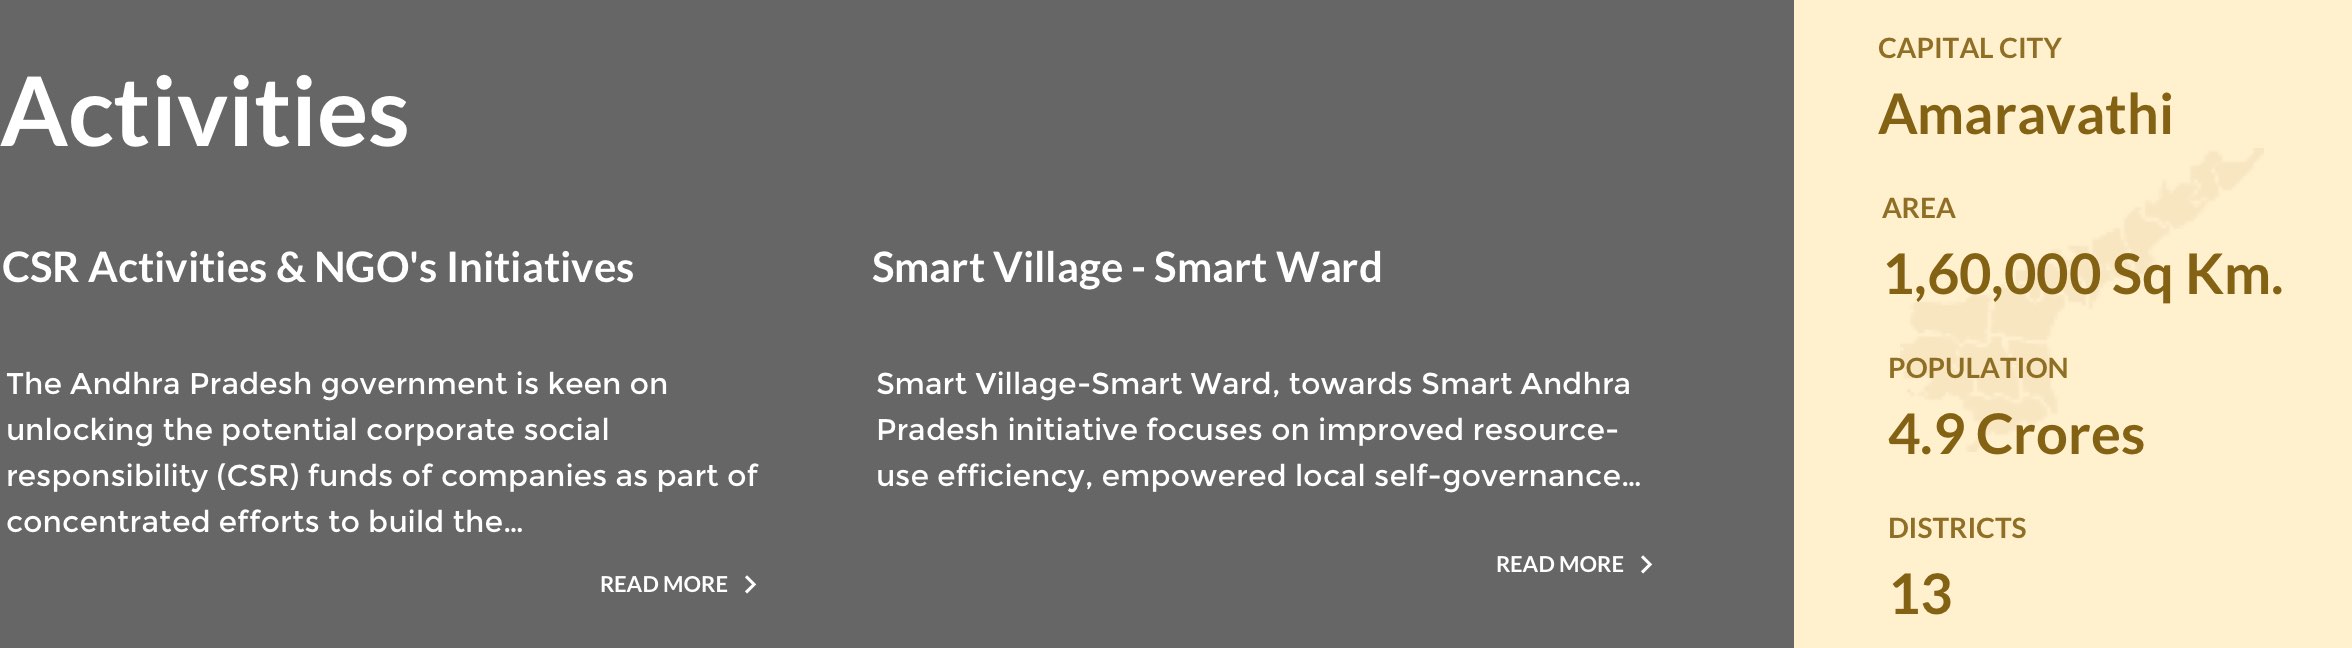 Activities
CSR Activities & NGO's Initiatives
The Andhra Pradesh government is keen on
unlocking the potential corporate social
responsibility (CSR) funds of companies as part of
concentrated efforts to build the...
READ MORE
Smart Village - Smart Ward
Smart Village-Smart Ward, towards Smart Andhra
Pradesh initiative focuses on improved resource-
use efficiency, empowered local self-governance...
READ MORE
CAPITAL CITY
Amaravathi
AREA
1,60,000 Sq Km.
POPULATION
4.9 Crores
DISTRICTS
13